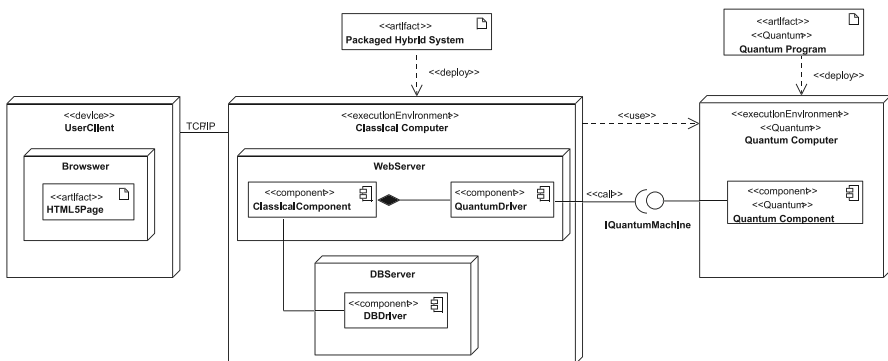 <<artifact>>
Packaged Hybrid System
<<artifact>>
<<Quantum>>
Quantum Program
<<deploy>>
<<deploy>>
<<device>>
UserClient
TCP/IP
<<executionEnvironment>>
Classical Computer
<<use>>
<<executionEnvironment>>
<<Quantum>>
Quantum Computer
Browswer
<<artifact>>
HTML5Page
WebServer
<<component>>
ClassicalComponent
<<component>>
QuantumDriver
<<call>>
IQuantumMachine
<<component>>
<<Quantum>>
Quantum Component
DBServer
<<component>>
DBDriver